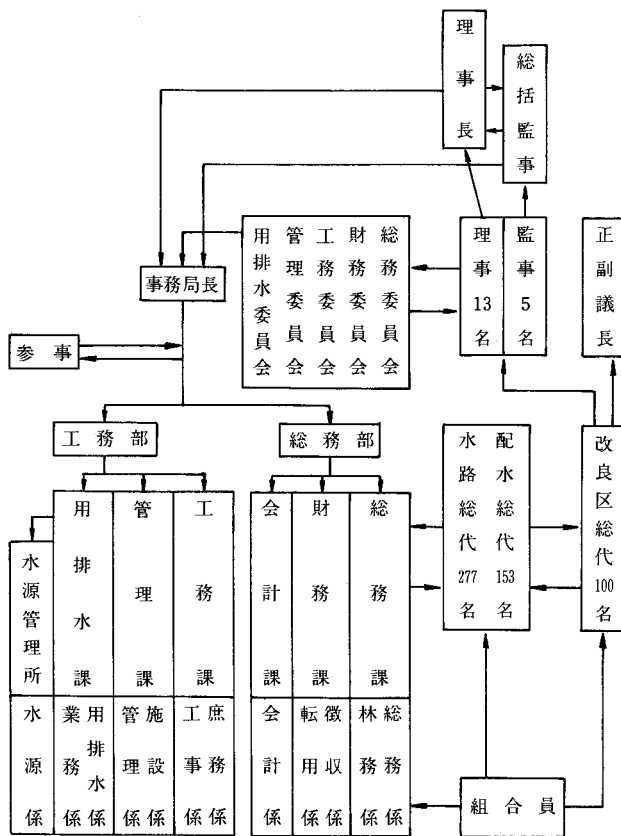 理事長
総括監事
正副議長
監事5名
理事13名
総務委員会
財務委員会
工務委員会
管理委員会
用排水委員会
事務局長
参事
工務部
総務部
配水総代153名
水路総代277名
改良区総代100名
総務課
財務課
会計課
工務課
管理課
用排水課
水源管理所
総務係
林務係
徴収係
転用係
会計係
庶務係
工事係
施設係
管理係
用排水係
業務係
水源係
組合員